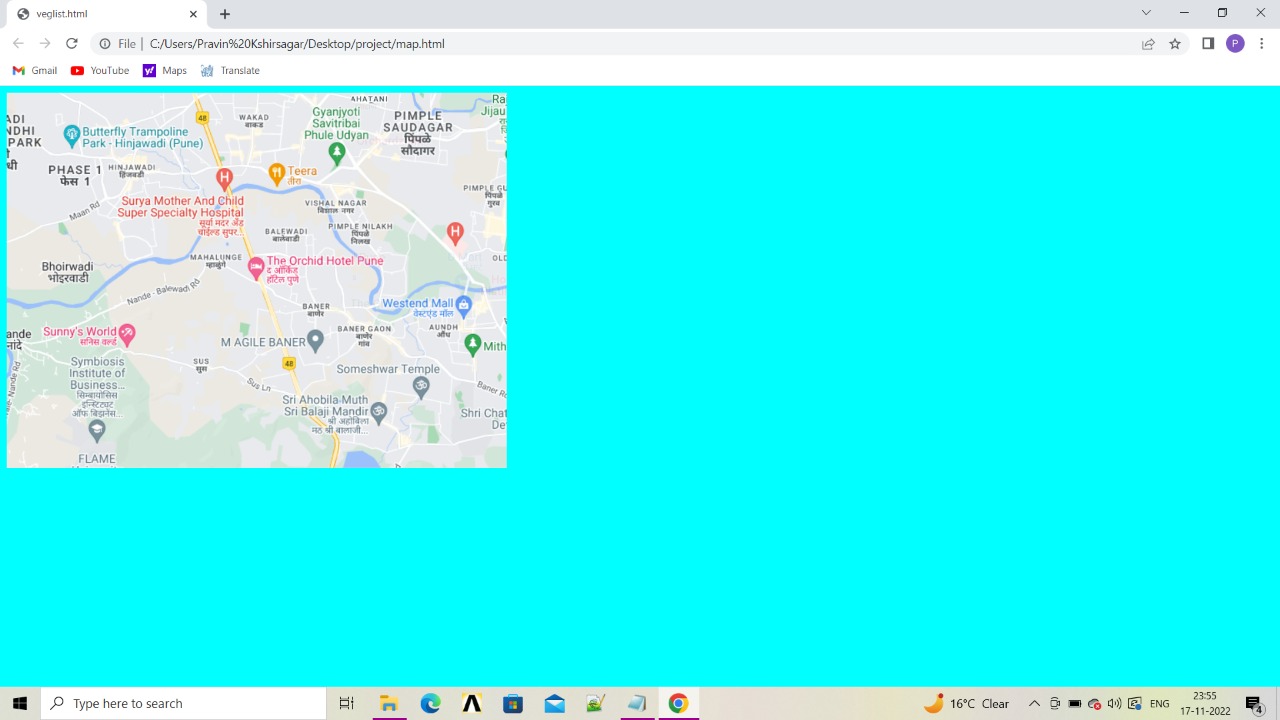 veglist.html
File | C:/Users/Pravin%20Kshirsagar/Desktop/project/map.html
P
Gmail YouTube Maps Translate
AHATANI
48
WAKAD
वाकड
Gyanjyoti
Savitribai
Phule Udyan
PIMPLE
SAUDAGAR
पिंपळे
सौदागर
Jijau
ADI
NDHI
PARK
Butterfly Trampoline
Park - Hinjawadi (Pune)
PHASE 1
फेस 1
HINJAWADI
हिंजवडी
H
Teera
तीरा
PIMPLE GU
पिंपळे
गुरव
Maan Rd
Surya Mother And Child
Super Specialty Hospital
सुर्या मदर अँड
चाईल्ड सुपर...
VISHAL NAGAR
विशाल नगर
PIMPLE NILAKH
पिंपळे
निलख
H
BALEWADI
बालेवाडी
MAHALUNGE
म्हाळुंगे
OLD
Bhoirwadi
भोइरवाडी
The Orchid Hotel Pune
द ऑर्किड
हॉटेल पुणे
Nande - Balewadi Rd
BANER
बाणेर
Westend Mall
वेस्टएंड मॉल
ande
नांदे
Sunny's World
सनिस वर्ल्ड
M AGILE BANER
BANER GAON
बाणेर
गांव
AUNDH
औंध
Mith
Nande Rd
Symbiosis
Institute of
Business...
सिम्बायोसिस
इन्स्टिट्यूट
ऑफ बिझनेस...
SUS
सुस
48
Someshwar Temple
Sus Ln
Baner Ro
Sri Ahobila Muth
Sri Balaji Mandir
श्री अहोबिला
मठ श्री बालाजी...
Shri Chat
De
FLAME
Type here to search
16°C Clear
ENG
23:55
17-11-2022
4